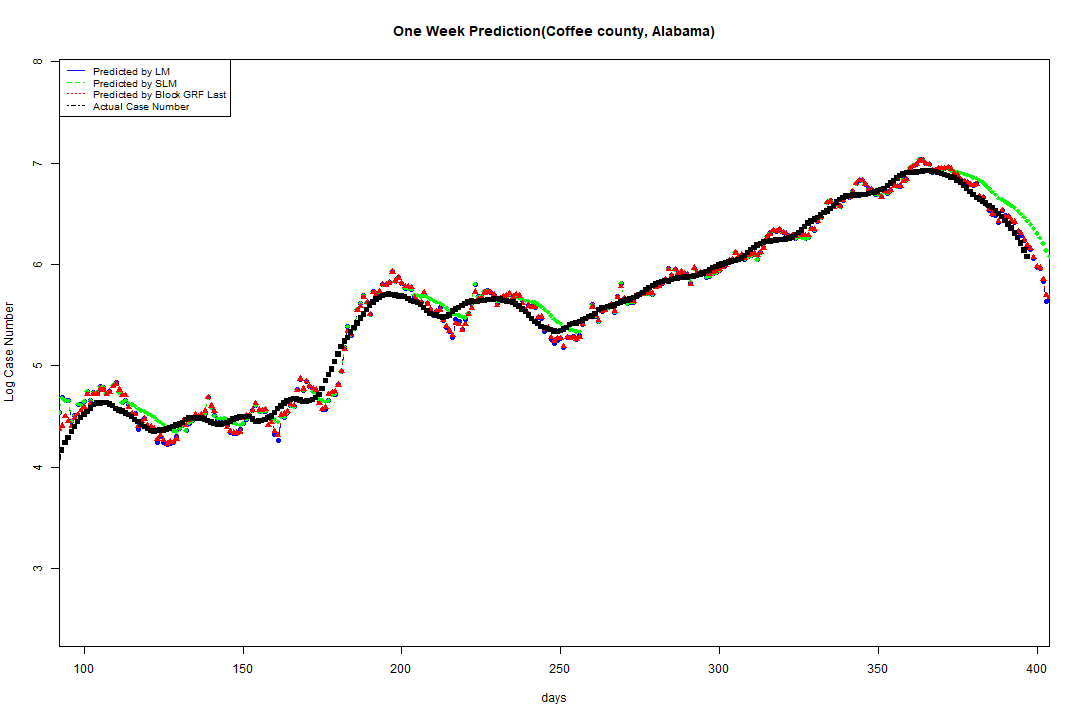 One Week Prediction(Coffee county, Alabama)
Predicted by LM
Predicted by SLM
Predicted by Block GRF Last
Actual Case Number
8
7
6
5
4
3
Log Case Number
100 150 200 250 300 350 400
days